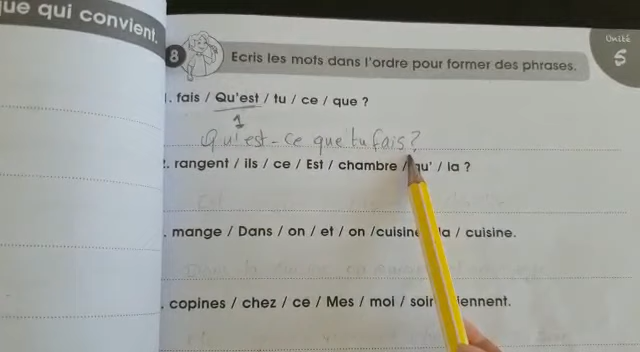 que qui convient.
Unité
5
8 Ecris les mots dans l'ordre pour former des phrases.
1. fais / Qu'est / tu / ce / que ?
1
Qu'est-ce que tu fais?
2. rangent / ils / ce / Est / chambre / qu' / la ?
. mange / Dans / on / et / on /cuisine la / cuisine.
. copines / chez / ce / Mes / moi / soir viennent.